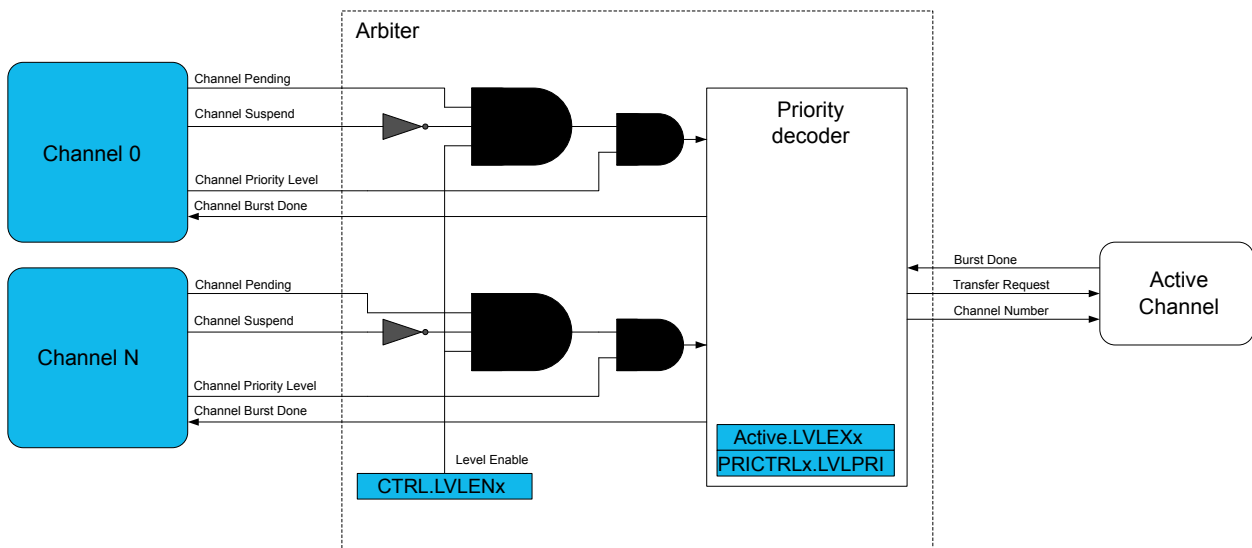 Arbiter
Channel Pending
Channel Suspend
Channel 0
Channel Priority Level
Channel Burst Done
Priority
decoder
Burst Done
Transfer Request
Channel Number
Active
Channel
Channel Pending
Channel Suspend
Channel N
Channel Priority Level
Channel Burst Done
Level Enable
CTRL.LVLENx
Active.LVLEXx
PRICTRLx.LVLPRI